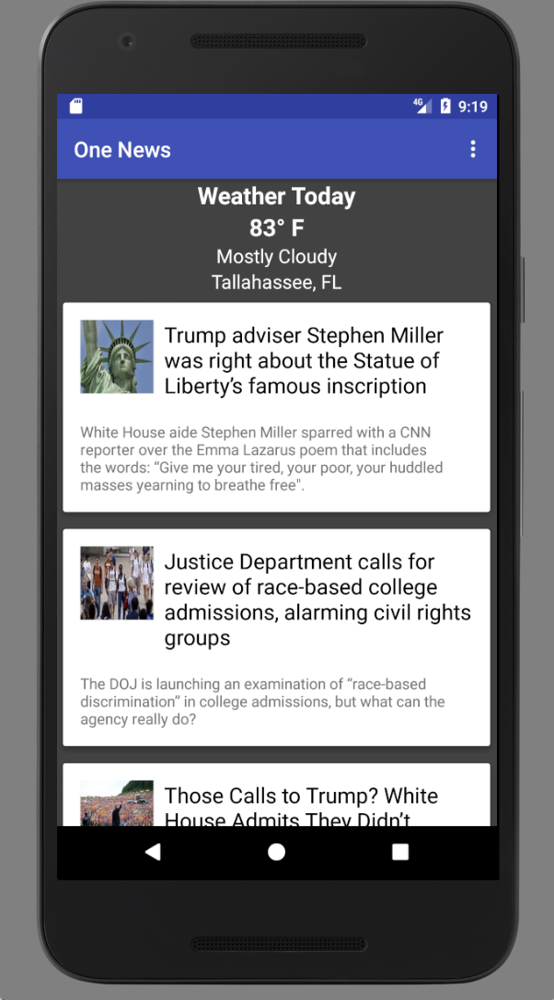 4G 9:19
One News
Weather Today
83° F
Mostly Cloudy
Tallahassee, FL
Trump adviser Stephen Miller
was right about the Statue of
Liberty’s famous inscription
White House aide Stephen Miller sparred with a CNN
reporter over the Emma Lazarus poem that includes
the words: “Give me your tired, your poor, your huddled
masses yearning to breathe free".
Justice Department calls for
review of race-based college
admissions, alarming civil rights
groups
The DOJ is launching an examination of “race-based
discrimination” in college admissions, but what can the
agency really do?
Those Calls to Trump? White
House Admits They Didn’t